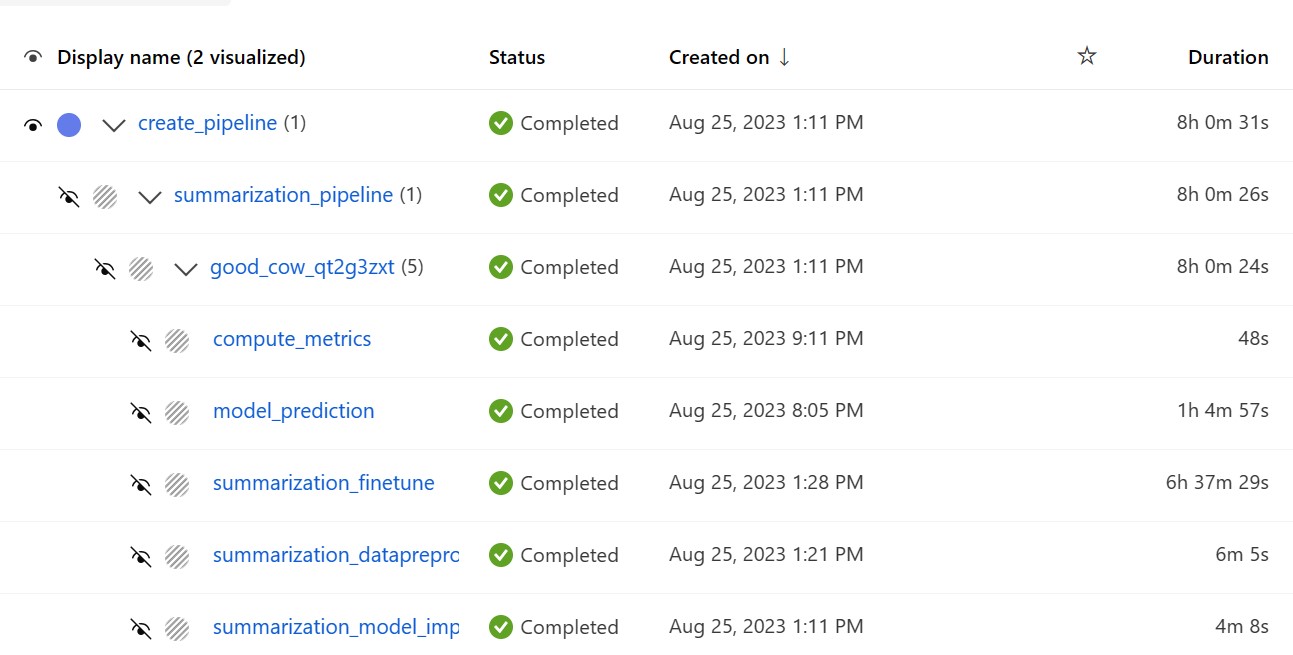 Display name (2 visualized) Status Created on ↓ Duration
create_pipeline (1) Completed Aug 25, 2023 1:11 PM 8h 0m 31s
summarization_pipeline (1) Completed Aug 25, 2023 1:11 PM 8h 0m 26s
good_cow_qt2g3zxt (5) Completed Aug 25, 2023 1:11 PM 8h 0m 24s
compute_metrics Completed Aug 25, 2023 9:11 PM 48s
model_prediction Completed Aug 25, 2023 8:05 PM 1h 4m 57s
summarization_finetune Completed Aug 25, 2023 1:28 PM 6h 37m 29s
summarization_dataprepro Completed Aug 25, 2023 1:21 PM 6m 5s
summarization_model_imp Completed Aug 25, 2023 1:11 PM 4m 8s